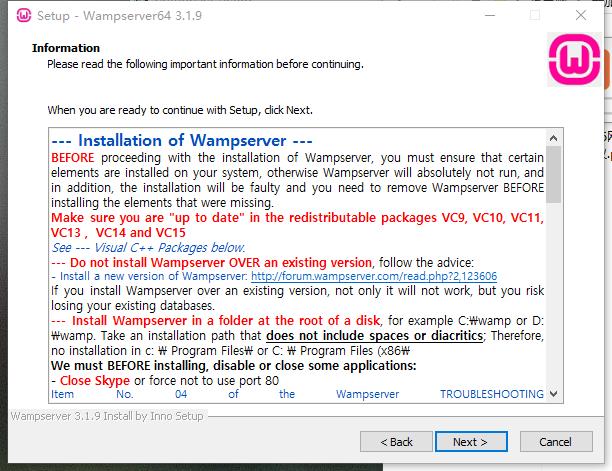 Setup - Wampserver64 3.1.9
Information
Please read the following important information before continuing.
When you are ready to continue with Setup, click Next.
--- Installation of Wampserver ---
BEFORE proceeding with the installation of Wampserver, you must ensure that certain
elements are installed on your system, otherwise Wampserver will absolutely not run, and
in addition, the installation will be faulty and you need to remove Wampserver BEFORE
installing the elements that were missing.
Make sure you are "up to date" in the redistributable packages VC9, VC10, VC11,
VC13 , VC14 and VC15
See --- Visual C++ Packages below.
--- Do not install Wampserver OVER an existing version, follow the advice:
- Install a new version of Wampserver: http://forum.wampserver.com/read.php?2,123606
If you install Wampserver over an existing version, not only it will not work, but you risk
losing your existing databases.
--- Install Wampserver in a folder at the root of a disk, for example C:₩wamp or D:
₩wamp. Take an installation path that does not include spaces or diacritics; Therefore,
no installation in c: ₩ Program Files₩ or C: ₩ Program Files (x86₩
We must BEFORE installing, disable or close some applications:
- Close Skype or force not to use port 80
Item No. 04 of the Wampserver TROUBLESHOOTING
Wampserver 3.1.9 Install by Inno Setup
< Back
Next >
Cancel